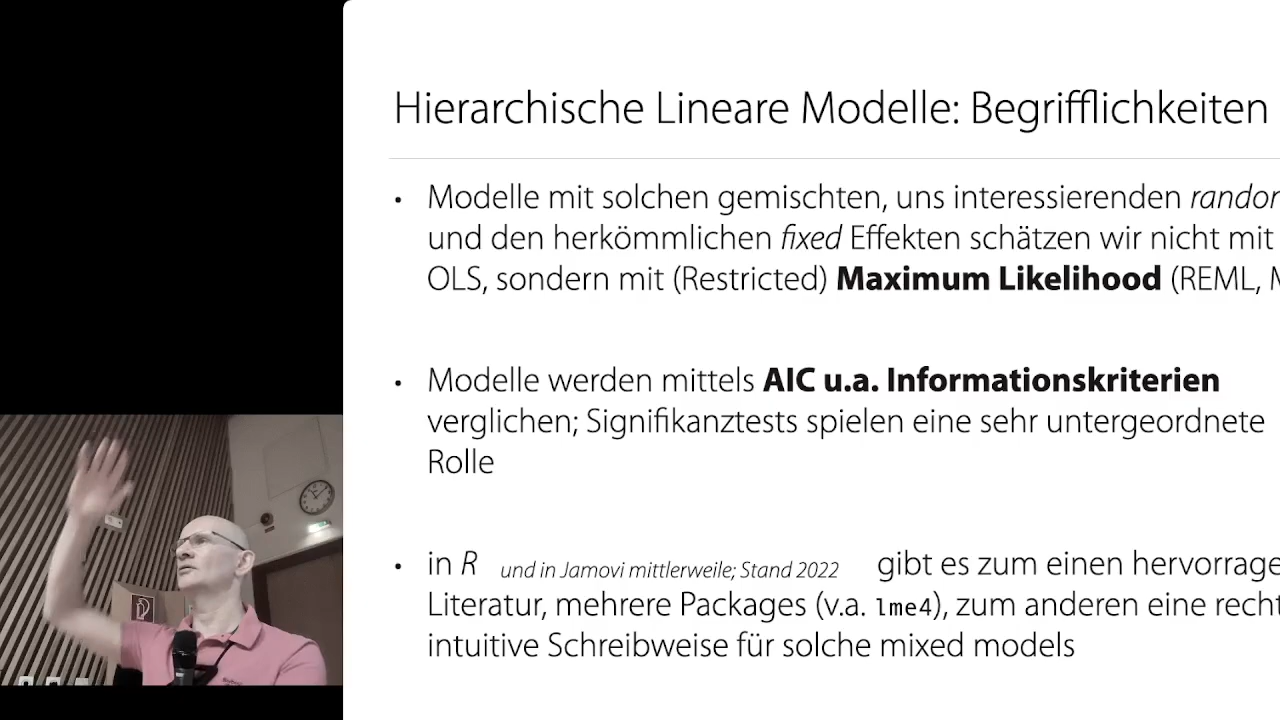 Hierarchische Lineare Modelle: Begrifflichkeiten
• Modelle mit solchen gemischten, uns interessierenden
und den herkömmlichen fixed Effekten schätzen wir nicht mit
OLS, sondern mit (Restricted) Maximum Likelihood (REML,
• Modelle werden mittels AIC u.a. Informationskriterien
verglichen; Signifikanztests spielen eine sehr untergeordnete
Rolle
• in R und in Jamovi mittlerweile; Stand 2022 gibt es zum einen
Literatur, mehrere Packages (v.a. lme4), zum anderen eine
intuitive Schreibweise für solche mixed models